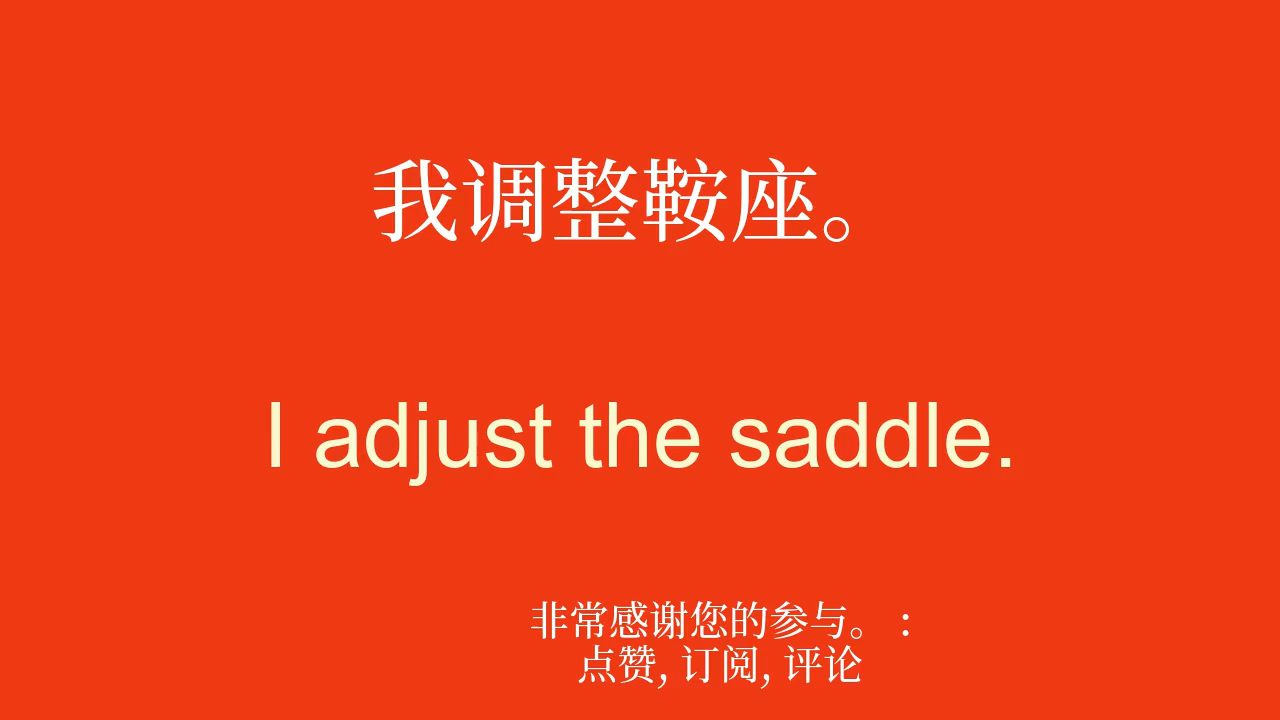 我调整鞍座。
I adjust the saddle.
非常感谢您的参与。 :
点赞, 订阅, 评论